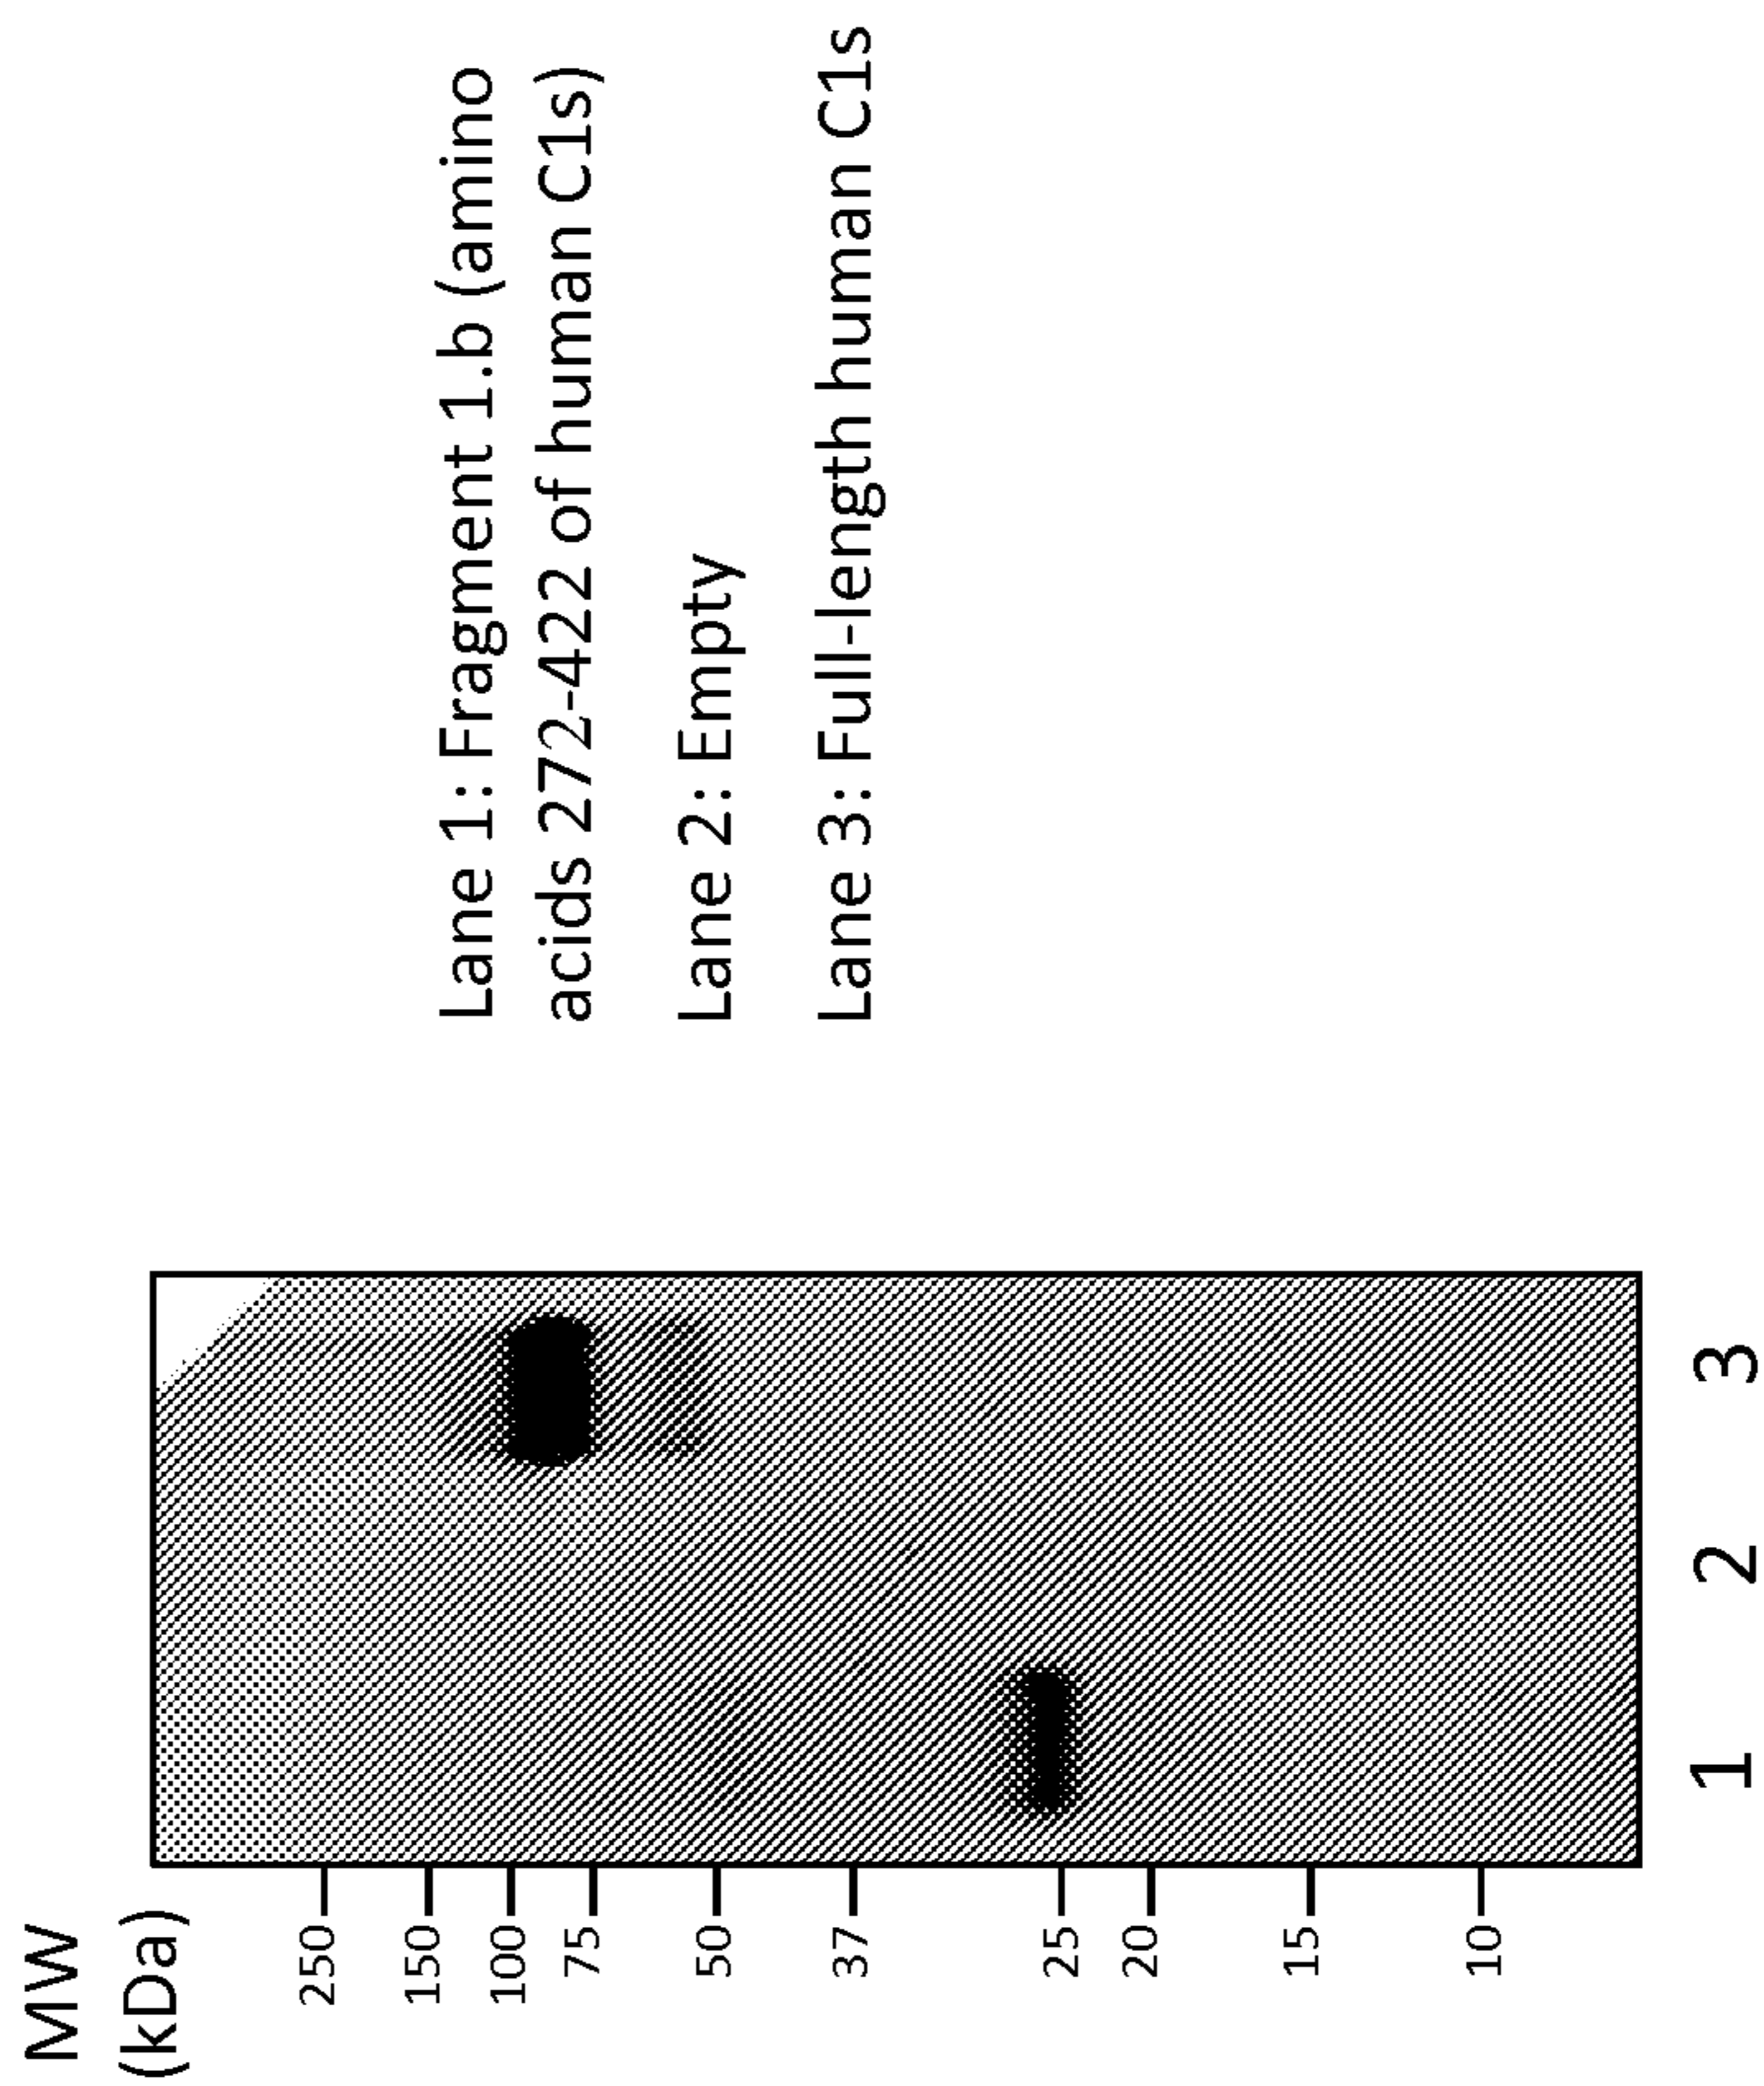 MW
(kDa)
250
150
100
75
50
37
25
20
15
10
1 2 3
Lane 1: Fragment 1.b (amino
acids 272-422 of human C1s)
Lane 2: Empty
Lane 3: Full-length human C1s